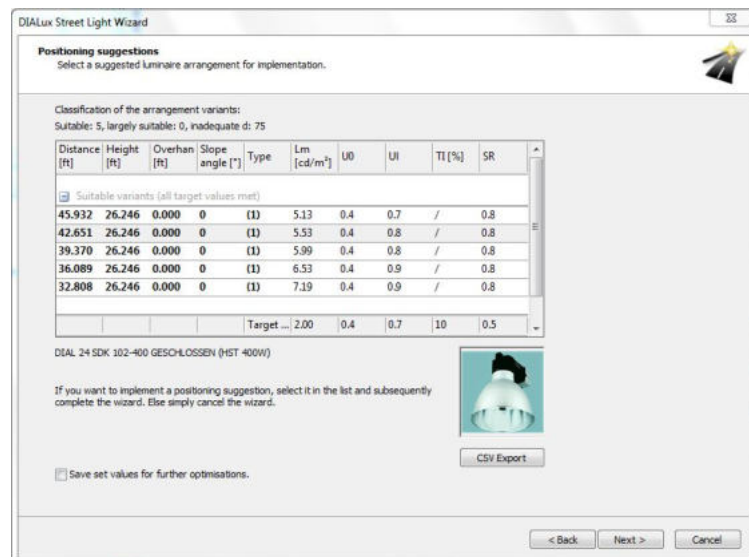 DIALux Street Light Wizard
Positioning suggestions
Select a suggested luminaire arrangement for implementation.
Classification of the arrangement variants:
Suitable: 5, largely suitable: 0, inadequate d: 75
Distance [ft] Height [ft] Overhan [ft] Slope angle [°] Type Lm [cd/m²] U0 UI TI [%] SR
Suitable variants (all target values met)
45.932 26.246 0.000 0 (1) 5.13 0.4 0.7 / 0.8
42.651 26.246 0.000 0 (1) 5.53 0.4 0.8 / 0.8
39.370 26.246 0.000 0 (1) 5.99 0.4 0.8 / 0.8
36.089 26.246 0.000 0 (1) 6.53 0.4 0.9 / 0.8
32.808 26.246 0.000 0 (1) 7.19 0.4 0.9 / 0.8
Target ... 2.00 0.4 0.7 10 0.5
DIAL 24 SDK 102-400 GESCHLOSSEN (HST 400W)
If you want to implement a positioning suggestion, select it in the list and subsequently
complete the wizard. Else simply cancel the wizard.
CSV Export
Save set values for further optimisations.
< Back Next > Cancel